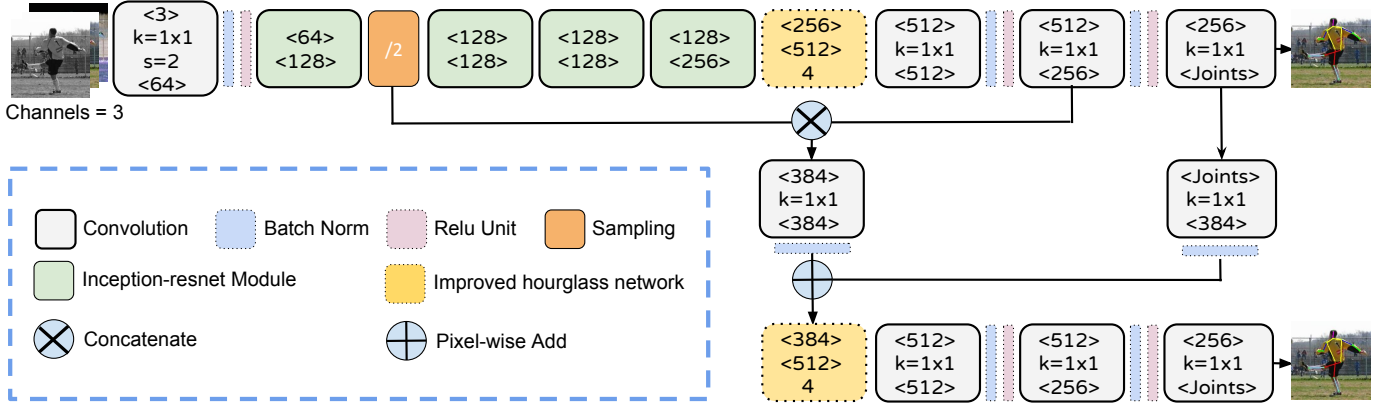 <3>
k=1x1
s=2
<64>
<64>
<128>
/2
<128>
<128>
<128>
<128>
<128>
<256>
<256>
<512>
4
<512>
k=1x1
<512>
<512>
k=1x1
<256>
<256>
k=1x1
<Joints>
Channels = 3
<384>
k=1x1
<384>
<Joints>
k=1x1
<384>
Convolution
Batch Norm
Relu Unit
Sampling
Inception-resnet Module
Improved hourglass network
Concatenate
Pixel-wise Add
<384>
<512>
4
<512>
k=1x1
<512>
<512>
k=1x1
<256>
<256>
k=1x1
<Joints>